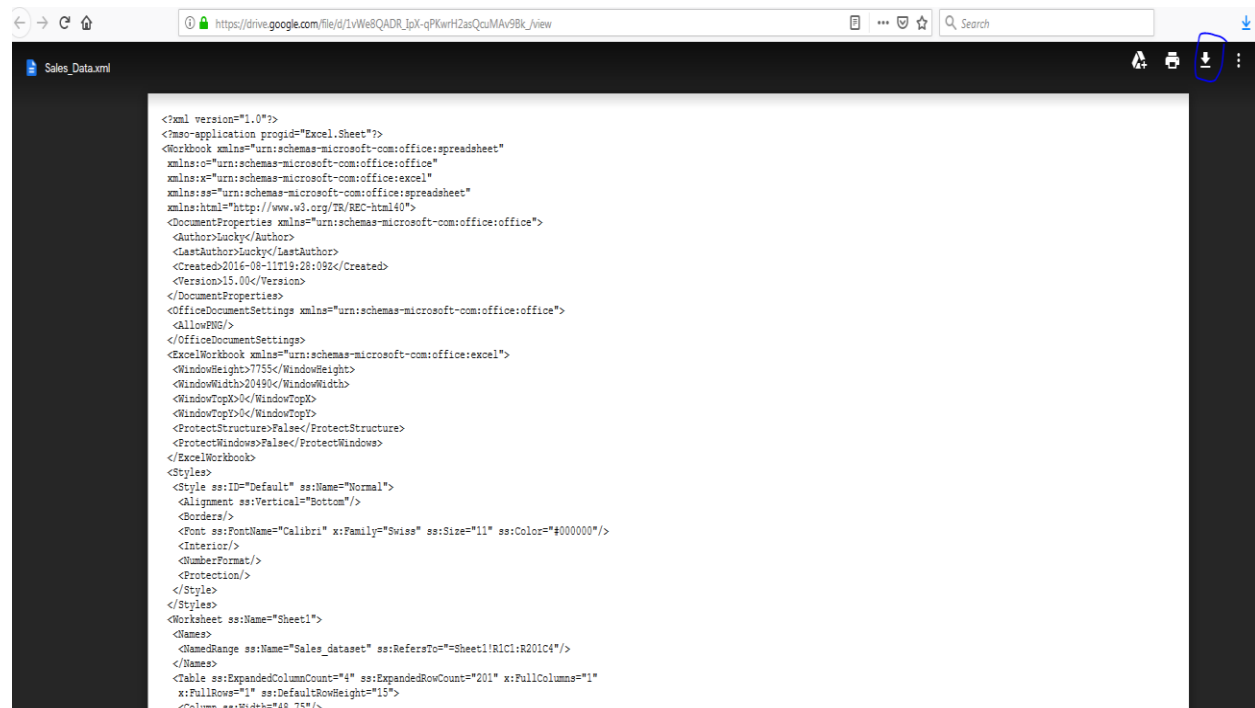 https://drive.google.com/file/d/1vWe8QADR_IpX-qPKwrH2asQcuMAv9Bk_/view
Search
Sales_Data.xml
<?xml version="1.0"?>
<?mso-application progid="Excel.Sheet"?>
<Workbook xmlns="urn:schemas-microsoft-com:office:spreadsheet"
xmlns:o="urn:schemas-microsoft-com:office:office"
xmlns:x="urn:schemas-microsoft-com:office:excel"
xmlns:ss="urn:schemas-microsoft-com:office:spreadsheet"
xmlns:html="http://www.w3.org/TR/REC-html40">
<DocumentProperties xmlns="urn:schemas-microsoft-com:office:office">
<Author>Lucky</Author>
<LastAuthor>Lucky</LastAuthor>
<Created>2016-08-11T19:28:09Z</Created>
<Version>15.00</Version>
</DocumentProperties>
<OfficeDocumentSettings xmlns="urn:schemas-microsoft-com:office:office">
<AllowPNG/>
</OfficeDocumentSettings>
<ExcelWorkbook xmlns="urn:schemas-microsoft-com:office:excel">
<WindowHeight>7755</WindowHeight>
<WindowWidth>20490</WindowWidth>
<WindowTopX>0</WindowTopX>
<WindowTopY>0</WindowTopY>
<ProtectStructure>False</ProtectStructure>
<ProtectWindows>False</ProtectWindows>
</ExcelWorkbook>
<Styles>
<Style ss:ID="Default" ss:Name="Normal">
<Alignment ss:Vertical="Bottom"/>
<Borders/>
<Font ss:FontName="Calibri" x:Family="Swiss" ss:Size="11" ss:Color="#000000"/>
<Interior/>
<NumberFormat/>
<Protection/>
</Style>
</Styles>
<Worksheet ss:Name="Sheet1">
<Names>
<NamedRange ss:Name="Sales_dataset" ss:RefersTo="=Sheet1!R1C1:R201C4"/>
</Names>
<Table ss:ExpandedColumnCount="4" ss:ExpandedRowCount="201" x:FullColumns="1"
x:FullRows="1" ss:DefaultRowHeight="15">
<Column ss:Width="48.75"/>